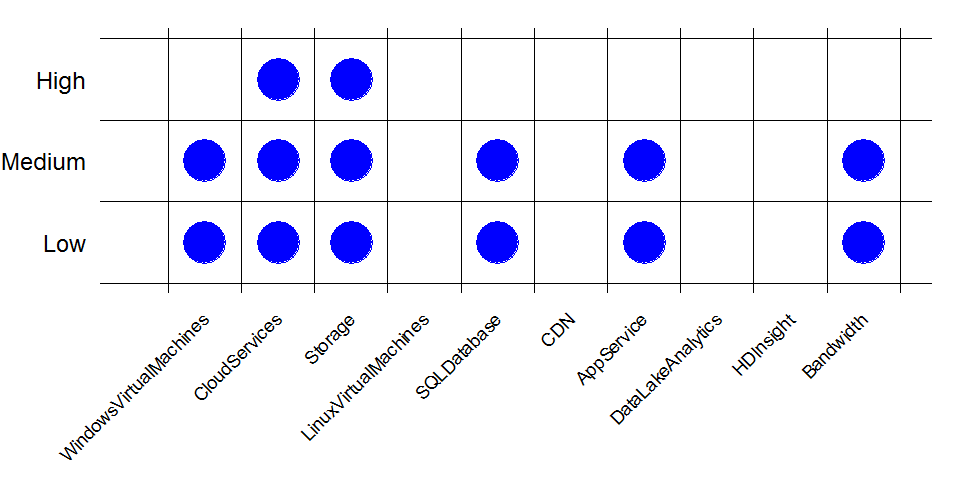 High
Medium
Low
WindowsVirtualMachines
CloudServices
Storage
LinuxVirtualMachines
SQLDatabase
CDN
AppService
DataLakeAnalytics
HDInsight
Bandwidth